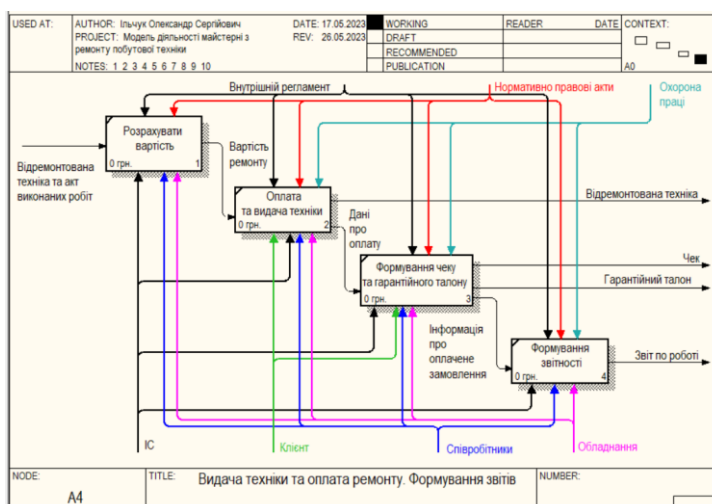 USED AT:
AUTHOR: Ільчук Олександр Сергійович
DATE: 17.05.2023
PROJECT: Модель діяльності майстерні з
ремонту побутової техніки
REV: 26.05.2023
NOTES: 1 2 3 4 5 6 7 8 9 10
WORKING
DRAFT
RECOMMENDED
PUBLICATION
READER
DATE
CONTEXT:
A0
Внутрішній регламент
Нормативно правові акти
Охорона
праці
Розрахувати
вартість
0 грн.
1
Відремонтована
техніка та акт
виконаних робіт
Вартість
ремонту
Оплата
та видача техніки
0 грн.
2
Відремонтована техніка
Дані
про
оплату
Формування чеку
та гарантійного талону
0 грн.
3
Чек
Гарантійний талон
Інформація
про
оплачене
замовлення
Формування
звітності
0 грн.
4
Звіт по роботі
ІС
Клієнт
Співробітники
Обладнання
NODE:
A4
TITLE:
Видача техніки та оплата ремонту. Формування звітів
NUMBER: